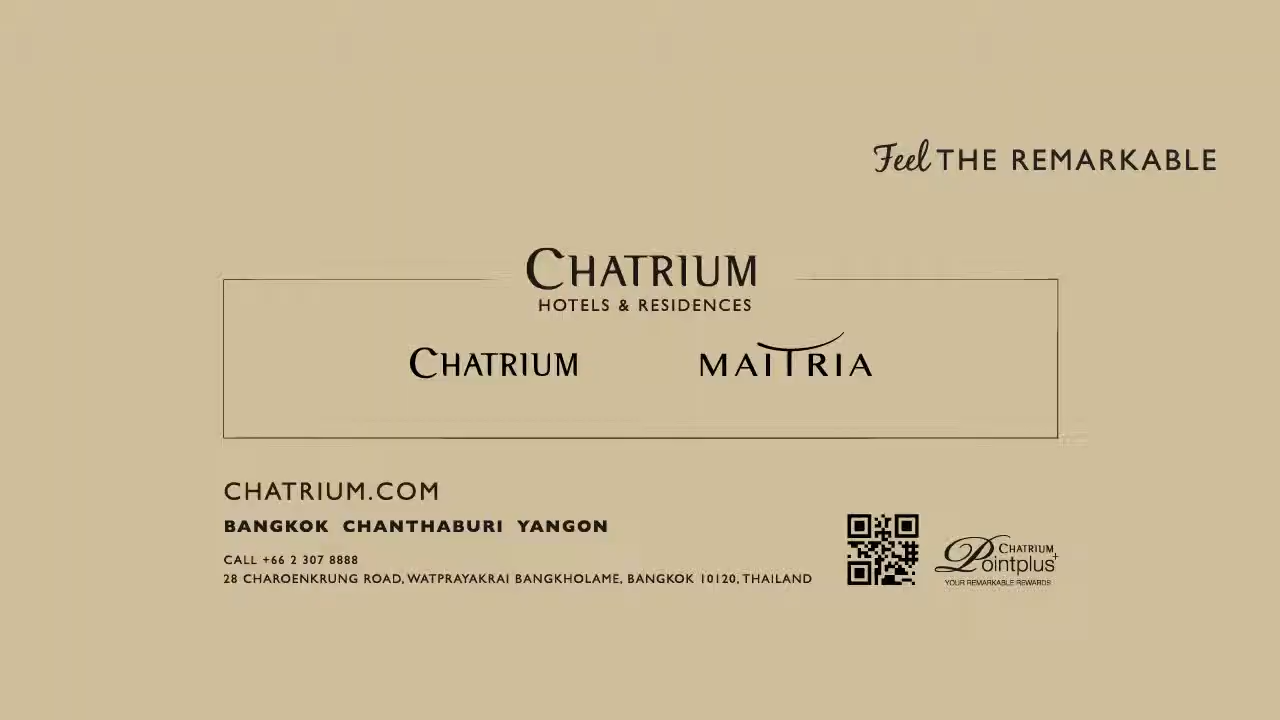 Feel THE REMARKABLE
CHATRIUM
HOTELS & RESIDENCES
CHATRIUM MAITRIA
CHATRIUM.COM
BANGKOK CHANTHABURI YANGON
CALL +66 2 307 8888
28 CHAROENKRUNG ROAD, WATPRAYAKRAI BANGKHOLAME, BANGKOK 10120, THAILAND
CHATRIUM
Pointplus+
YOUR REMARKABLE REWARDS